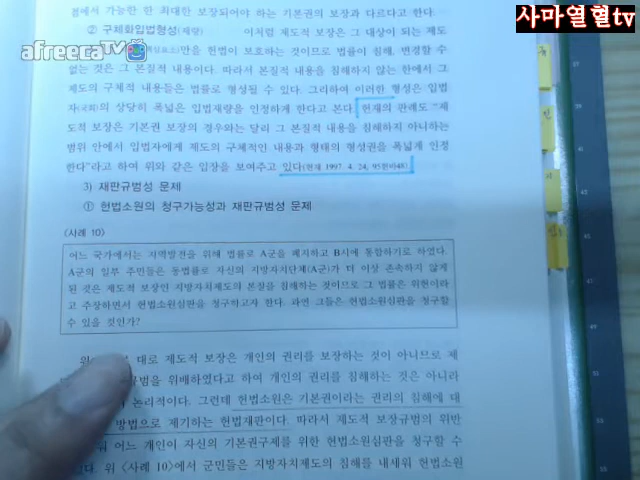 사마열혈tv
afreecaTV
점에서 가능한 한 최대한 보장되어야 하는 기본권의 보장과 다르다고 한다.
② 구체화입법형성(재량) 이처럼 제도적 보장은 그 대상이 되는 제도
만을 헌법이 보호하는 것이므로 법률이 침해, 변경할 수
없는 것은 그 본질적 내용이다. 따라서 본질적 내용을 침해하지 않는 한에서 그
제도의 구체적 내용들은 법률로 형성될 수 있다. 그리하여 이러한 형성은 입법
자(국회)의 상당히 폭넓은 입법재량을 인정하게 한다고 본다. 헌재의 판례도 "제
도적 보장은 기본권 보장의 경우와는 달리 그 본질적 내용을 침해하지 아니하는
범위 안에서 입법자에게 제도의 구체적인 내용과 형태의 형성권을 폭넓게 인정
한다"라고 하여 위와 같은 입장을 보여주고 있다(헌재 1997. 4. 24, 95헌바48).
3) 재판규범성 문제
① 헌법소원의 청구가능성과 재판규범성 문제
〈사례 10〉
어느 국가에서는 지역발전을 위해 법률로 A군을 폐지하고 B시에 통합하기로 하였다.
A군의 일부 주민들은 동법률로 자신의 지방자치단체(A군)가 더 이상 존속하지 않게
된 것은 제도적 보장인 지방자치제도의 본질을 침해하는 것이므로 그 법률은 위헌이라
고 주장하면서 헌법소원심판을 청구하고자 한다. 과연 그들은 헌법소원심판을 청구할
수 있을 것인가?
대로 제도적 보장은 개인의 권리를 보장하는 것이 아니므로 제
규범을 위배하였다고 하여 개인의 권리를 침해하는 것은 아니라
논리적이다. 그런데 헌법소원은 기본권이라는 권리의 침해에 대
방법으로 제기하는 헌법재판이다. 따라서 제도적 보장규범의 위반
어느 개인이 자신의 기본권구제를 위한 헌법소원심판을 청구할 수
다. 위 〈사례 10〉에서 군민들은 지방자치제도의 침해를 내세워 헌법소원